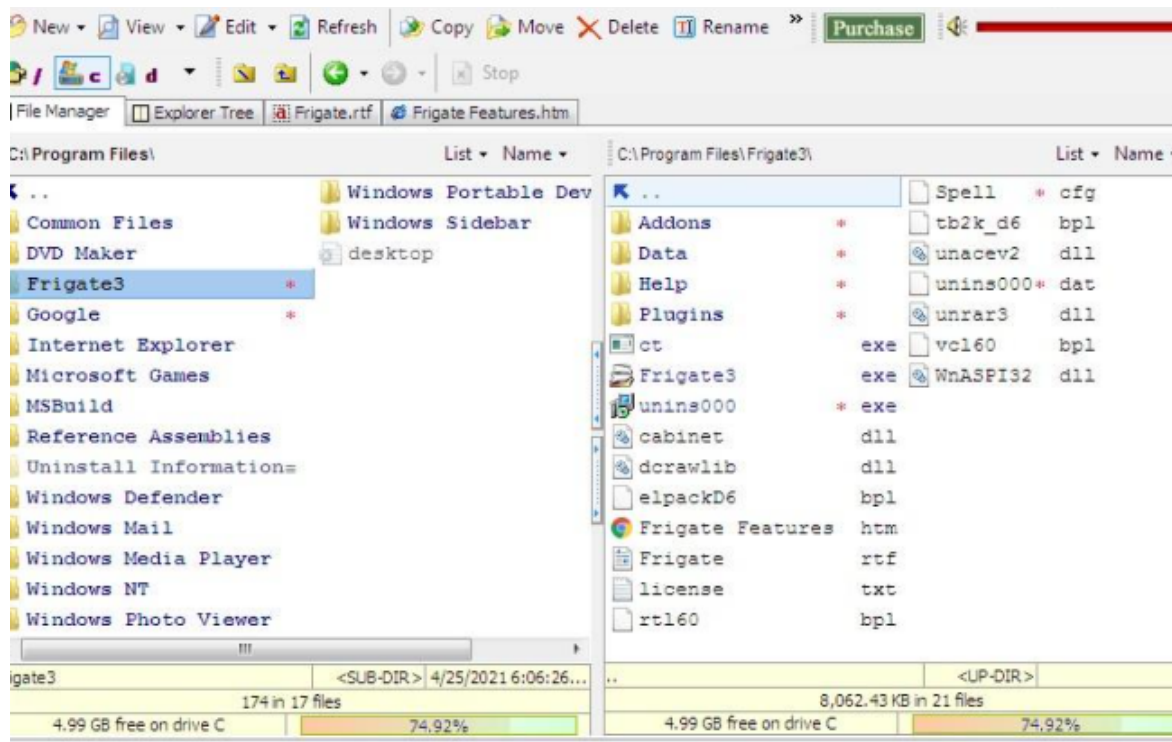 New View Edit Refresh Copy Move Delete Rename » Purchase
/ c d Stop
File Manager Explorer Tree Frigate.rtf Frigate Features.htm
C:\Program Files\ List Name
..
Common Files
DVD Maker
Frigate3 *
Google *
Internet Explorer
Microsoft Games
MSBuild
Reference Assemblies
Uninstall Information
Windows Defender
Windows Mail
Windows Media Player
Windows NT
Windows Photo Viewer
Windows Portable Dev
Windows Sidebar
desktop
igate3 <SUB-DIR> 4/25/2021 6:06:26...
174 in 17 files
4.99 GB free on drive C 74.92%
C:\Program Files\Frigate3\ List Name
..
Addons *
Data *
Help *
Plugins *
ct exe
Frigate3 exe
unins000 * exe
cabinet dll
dcrawlib dll
elpackD6 bpl
Frigate Features htm
Frigate rtf
license txt
rtl60 bpl
Spell * cfg
tb2k_d6 bpl
unacev2 dll
unins000* dat
unrar3 dll
vcl60 bpl
WnASPI32 dll
.. <UP-DIR>
8,062.43 KB in 21 files
4.99 GB free on drive C 74.92%